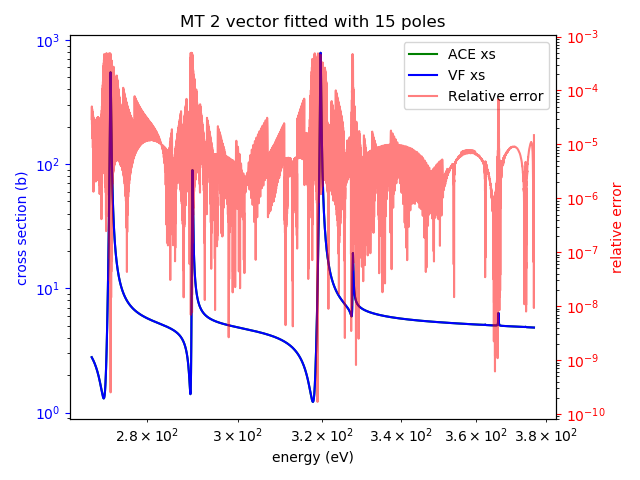 MT 2 vector fitted with 15 poles
ACE xs
VF xs
Relative error
cross section (b)
10³
10²
10¹
10⁰
relative error
10⁻³
10⁻⁴
10⁻⁵
10⁻⁶
10⁻⁷
10⁻⁸
10⁻⁹
10⁻¹⁰
2.8 × 10² 3 × 10² 3.2 × 10² 3.4 × 10² 3.6 × 10² 3.8 × 10²
energy (eV)